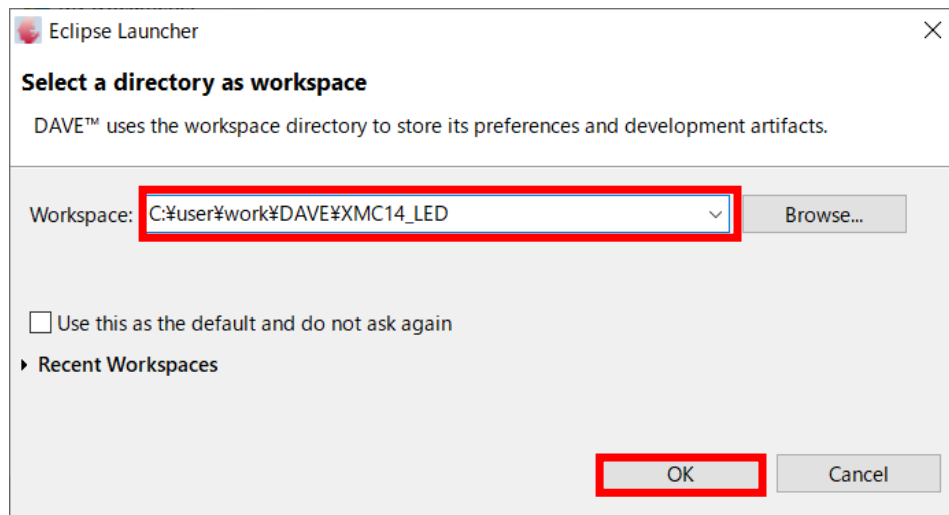 Eclipse Launcher
Select a directory as workspace
DAVE™ uses the workspace directory to store its preferences and development artifacts.
Workspace: C:¥user¥work¥DAVE¥XMC14_LED Browse...
Use this as the default and do not ask again
Recent Workspaces
OK Cancel